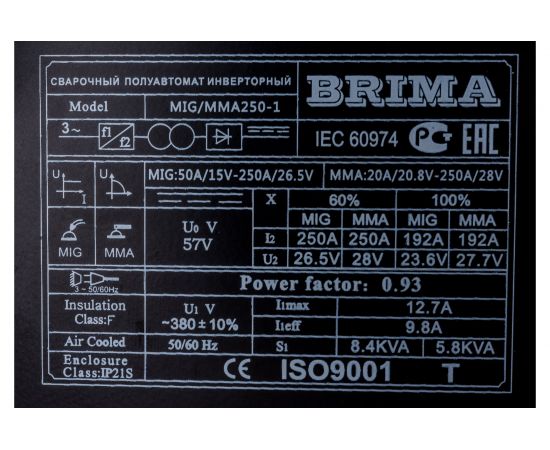 СВАРОЧНЫЙ ПОЛУАВТОМАТ ИНВЕРТОРНЫЙ
BRIMA
Model MIG/MMA250-1
3~ f1 f2
IEC 60974 РСТ EAC
U I U MIG:50A/15V-250A/26.5V MMA:20A/20.8V-250A/28V
X 60% 100%
MIG MMA MIG MMA
MIG MMA U0 V 57V
I2 250A 250A 192A 192A
U2 26.5V 28V 23.6V 27.7V
3 ~ 50/60Hz Power factor: 0.93
Insulation Class:F U1 V ~380±10%
I1max 12.7A
I1eff 9.8A
Air Cooled 50/60 Hz S1 8.4KVA 5.8KVA
Enclosure Class:IP21S CE ISO9001 T